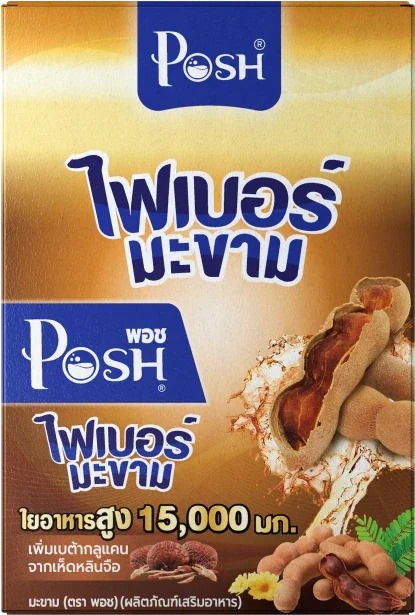 POSH®
ไฟเบอร์
มะขาม
พอช
POSH®
ไฟเบอร์
มะขาม
ใยอาหารสูง 15,000 มก.
เพิ่มเบต้ากลูแคน
จากเห็ดหลินจือ
มะขาม (ตรา พอช) (ผลิตภัณฑ์เสริมอาหาร)